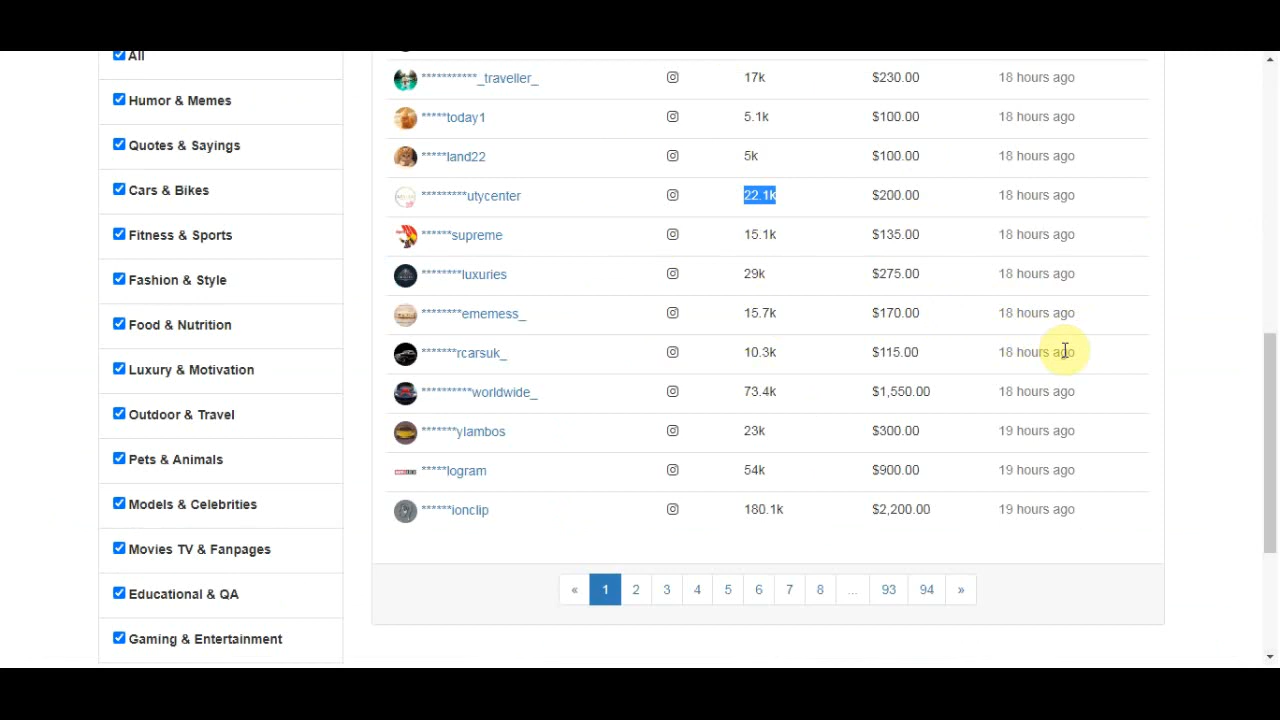 All
Humor & Memes
Quotes & Sayings
Cars & Bikes
Fitness & Sports
Fashion & Style
Food & Nutrition
Luxury & Motivation
Outdoor & Travel
Pets & Animals
Models & Celebrities
Movies TV & Fanpages
Educational & QA
Gaming & Entertainment
***********_traveller_ 17k $230.00 18 hours ago
*****today1 5.1k $100.00 18 hours ago
*****land22 5k $100.00 18 hours ago
*********utycenter 22.1k $200.00 18 hours ago
******supreme 15.1k $135.00 18 hours ago
********luxuries 29k $275.00 18 hours ago
********ememess_ 15.7k $170.00 18 hours ago
*******rcarsuk_ 10.3k $115.00 18 hours ago
**********worldwide_ 73.4k $1,550.00 18 hours ago
*******ylambos 23k $300.00 19 hours ago
*****logram 54k $900.00 19 hours ago
******ionclip 180.1k $2,200.00 19 hours ago
« 1 2 3 4 5 6 7 8 ... 93 94 »